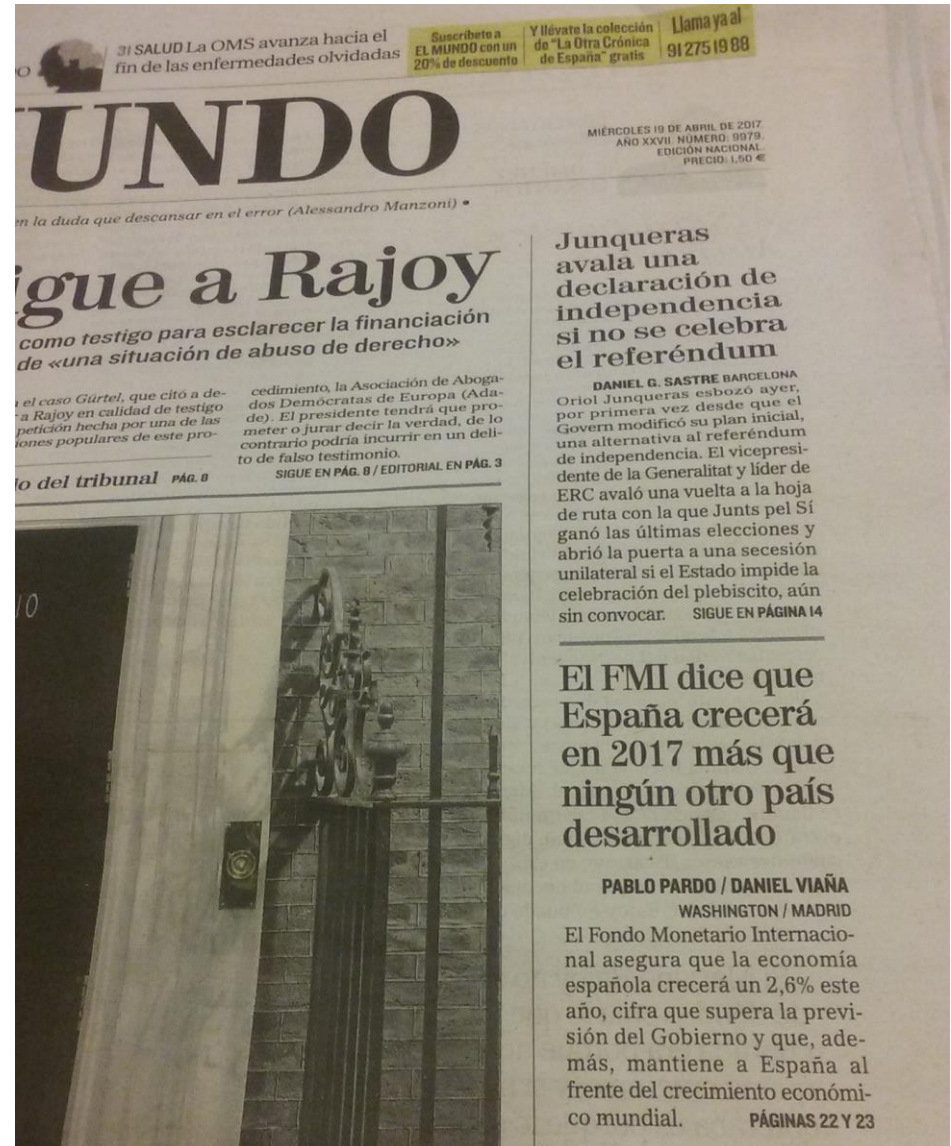 31 SALUD La OMS avanza hacia el
fin de las enfermedades olvidadas
Suscríbete a
EL MUNDO con un
20% de descuento
Y llévate la colección
de "La Otra Crónica
de España" gratis
Llama ya al
91 275 19 88
UNDO
MIÉRCOLES 19 DE ABRIL DE 2017.
AÑO XXVII. NÚMERO: 9979.
EDICIÓN NACIONAL.
PRECIO: 1,50 €
en la duda que descansar en el error (Alessandro Manzoni) •
igue a Rajoy
como testigo para esclarecer la financiación
de «una situación de abuso de derecho»
el caso Gürtel, que citó a de-
a Rajoy en calidad de testigo
petición hecha por una de las
iones populares de este pro-
cedimiento, la Asociación de Aboga-
dos Demócratas de Europa (Ada-
de). El presidente tendrá que pro-
meter o jurar decir la verdad, de lo
contrario podría incurrir en un deli-
to de falso testimonio.
SIGUE EN PÁG. 8 / EDITORIAL EN PÁG. 3
o del tribunal PÁG. 8
10
Junqueras
avala una
declaración de
independencia
si no se celebra
el referéndum
DANIEL G. SASTRE BARCELONA
Oriol Junqueras esbozó ayer,
por primera vez desde que el
Govern modificó su plan inicial,
una alternativa al referéndum
de independencia. El vicepresi-
dente de la Generalitat y líder de
ERC avaló una vuelta a la hoja
de ruta con la que Junts pel Sí
ganó las últimas elecciones y
abrió la puerta a una secesión
unilateral si el Estado impide la
celebración del plebiscito, aún
sin convocar. SIGUE EN PÁGINA 14
El FMI dice que
España crecerá
en 2017 más que
ningún otro país
desarrollado
PABLO PARDO / DANIEL VIAÑA
WASHINGTON / MADRID
El Fondo Monetario Internacio-
nal asegura que la economía
española crecerá un 2,6% este
año, cifra que supera la previ-
sión del Gobierno y que, ade-
más, mantiene a España al
frente del crecimiento económi-
co mundial. PÁGINAS 22 Y 23